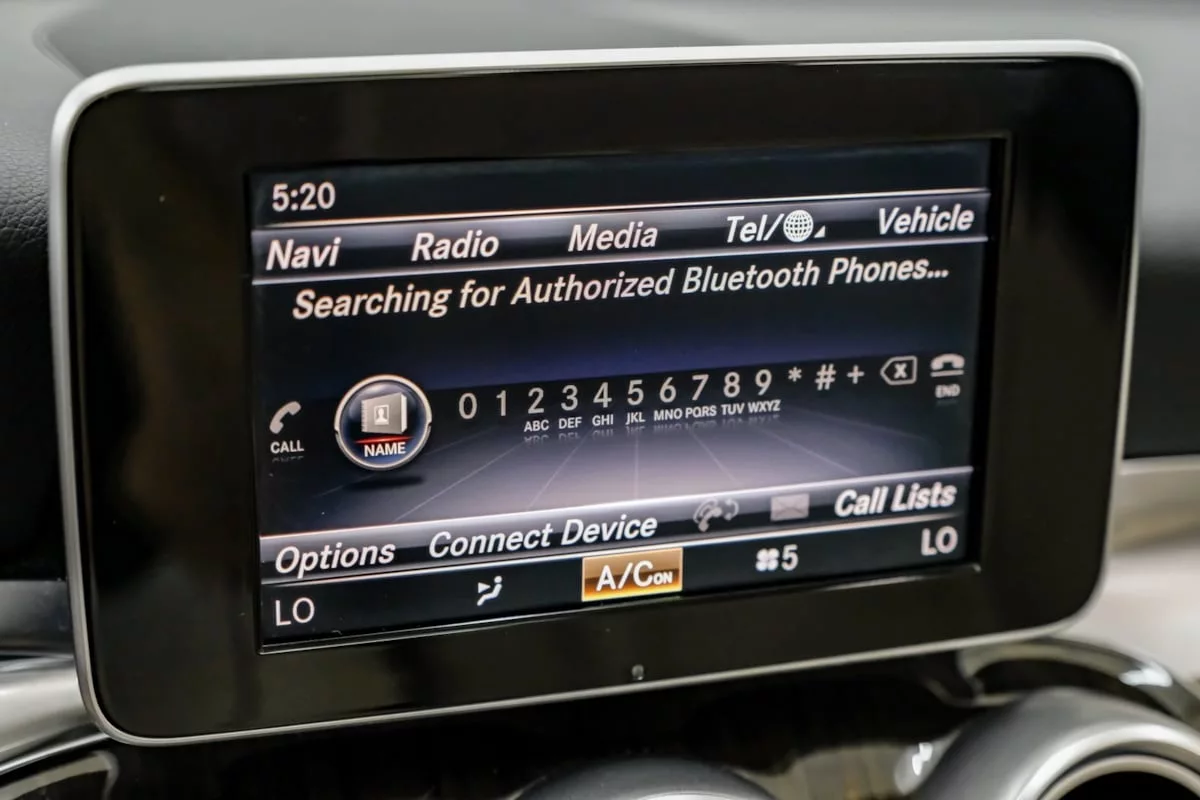 5:20
Navi Radio Media Tel/ Vehicle
Searching for Authorized Bluetooth Phones...
CALL NAME 0 1 2 3 4 5 6 7 8 9 * # + X END
ABC DEF GHI JKL MNO PQRS TUV WXYZ
Options Connect Device Call Lists
LO A/C ON 5 LO